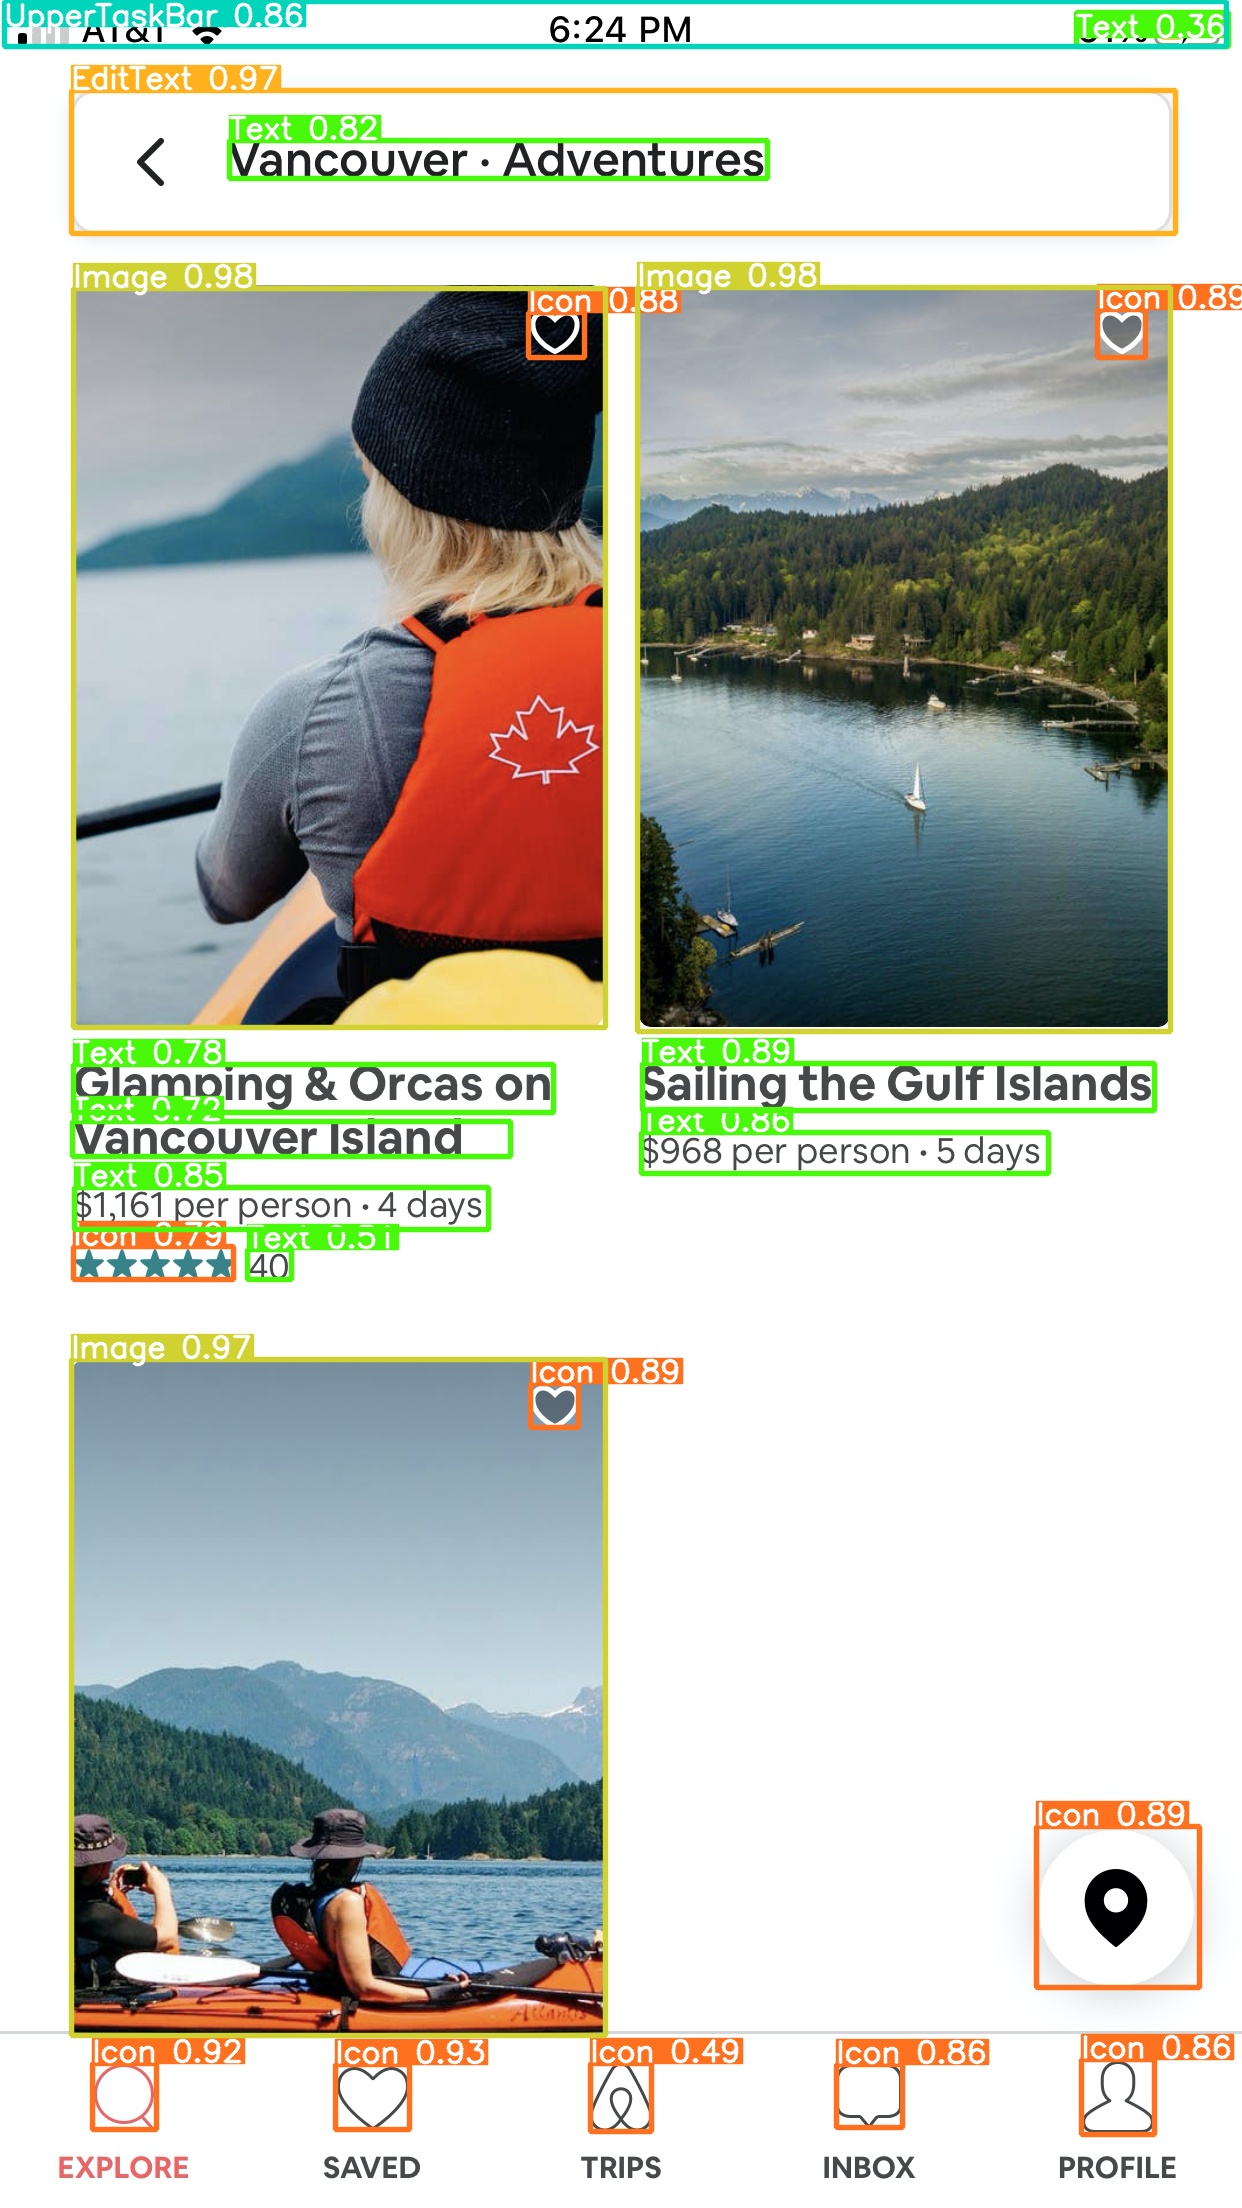 UpperTaskBar 0.86
AT&T 6:24 PM
Text 0.36
EditText 0.97
Text 0.82
Vancouver · Adventures
Image 0.98
Image 0.98
Icon 0.88
Icon 0.89
Text 0.78
Glamping & Orcas on
Text 0.72
Vancouver Island
Text 0.85
$1,161 per person · 4 days
Icon 0.79
Text 0.51
40
Text 0.89
Sailing the Gulf Islands
Text 0.86
$968 per person · 5 days
Image 0.97
Icon 0.89
Atlantis
Icon 0.89
Icon 0.92
Icon 0.93
Icon 0.49
Icon 0.86
Icon 0.86
EXPLORE SAVED TRIPS INBOX PROFILE